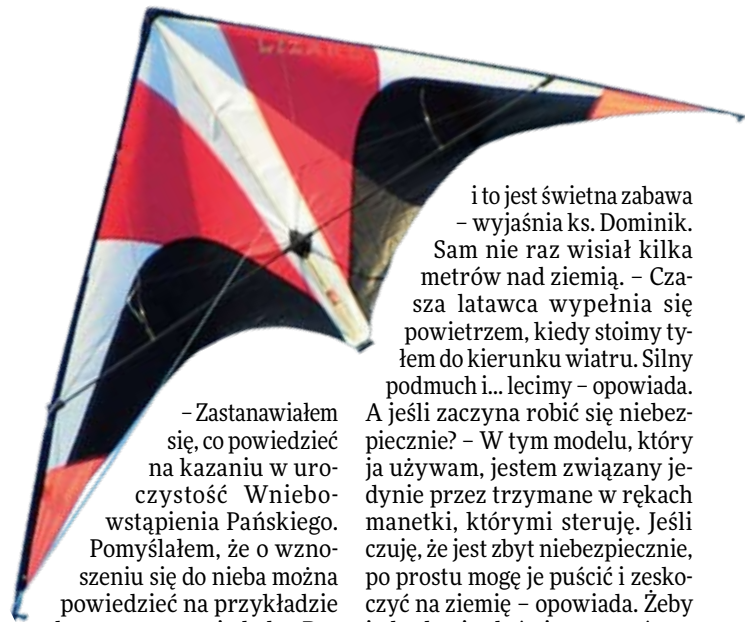 LIZARD
– Zastanawiałem
się, co powiedzieć
na kazaniu w uro-
czystość Wniebo-
wstąpienia Pańskiego.
Pomyślałem, że o wzno-
szeniu się do nieba można
powiedzieć na przykładzie
i to jest świetna zabawa
– wyjaśnia ks. Dominik.
Sam nie raz wisiał kilka
metrów nad ziemią. – Cza-
sza latawca wypełnia się
powietrzem, kiedy stoimy ty-
łem do kierunku wiatru. Silny
podmuch i... lecimy – opowiada.
A jeśli zaczyna robić się niebez-
piecznie? – W tym modelu, który
ja używam, jestem związany je-
dynie przez trzymane w rękach
manetki, którymi steruję. Jeśli
czuję, że jest zbyt niebezpiecznie,
po prostu mogę je puścić i zesko-
czyć na ziemię – opowiada. Żeby